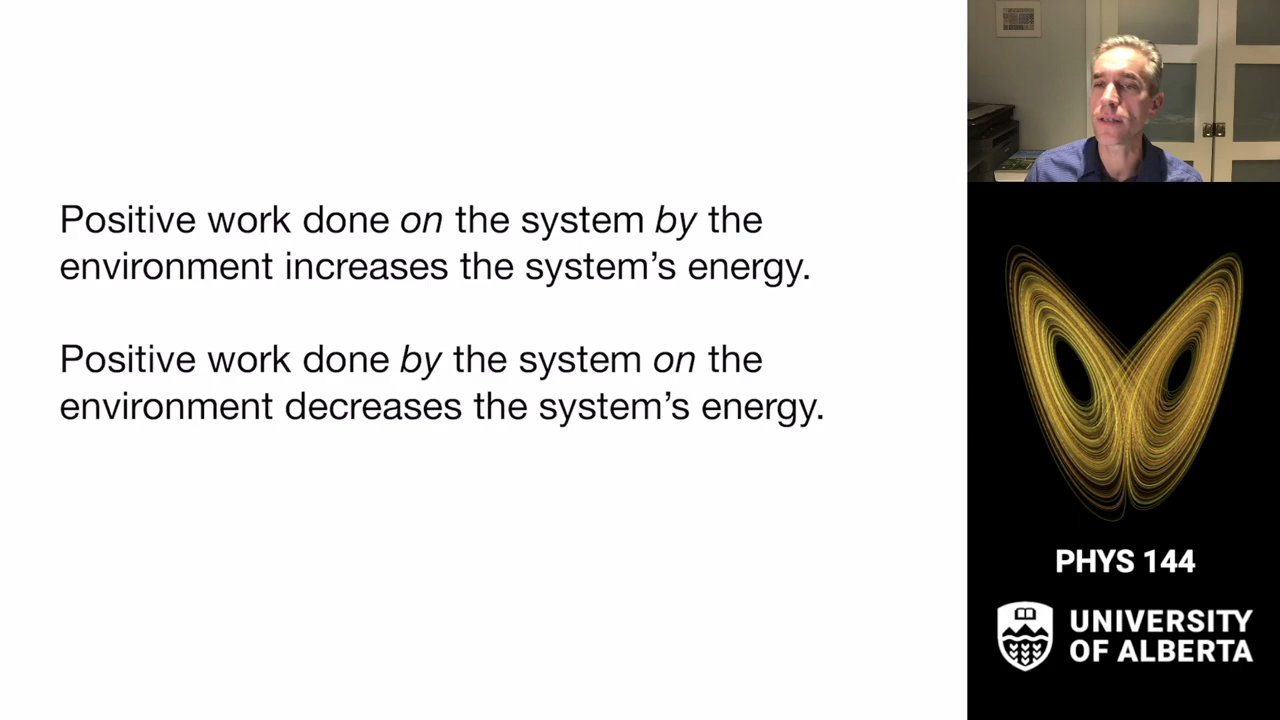 Positive work done on the system by the
environment increases the system’s energy.
Positive work done by the system on the
environment decreases the system’s energy.
PHYS 144
UNIVERSITY
OF ALBERTA